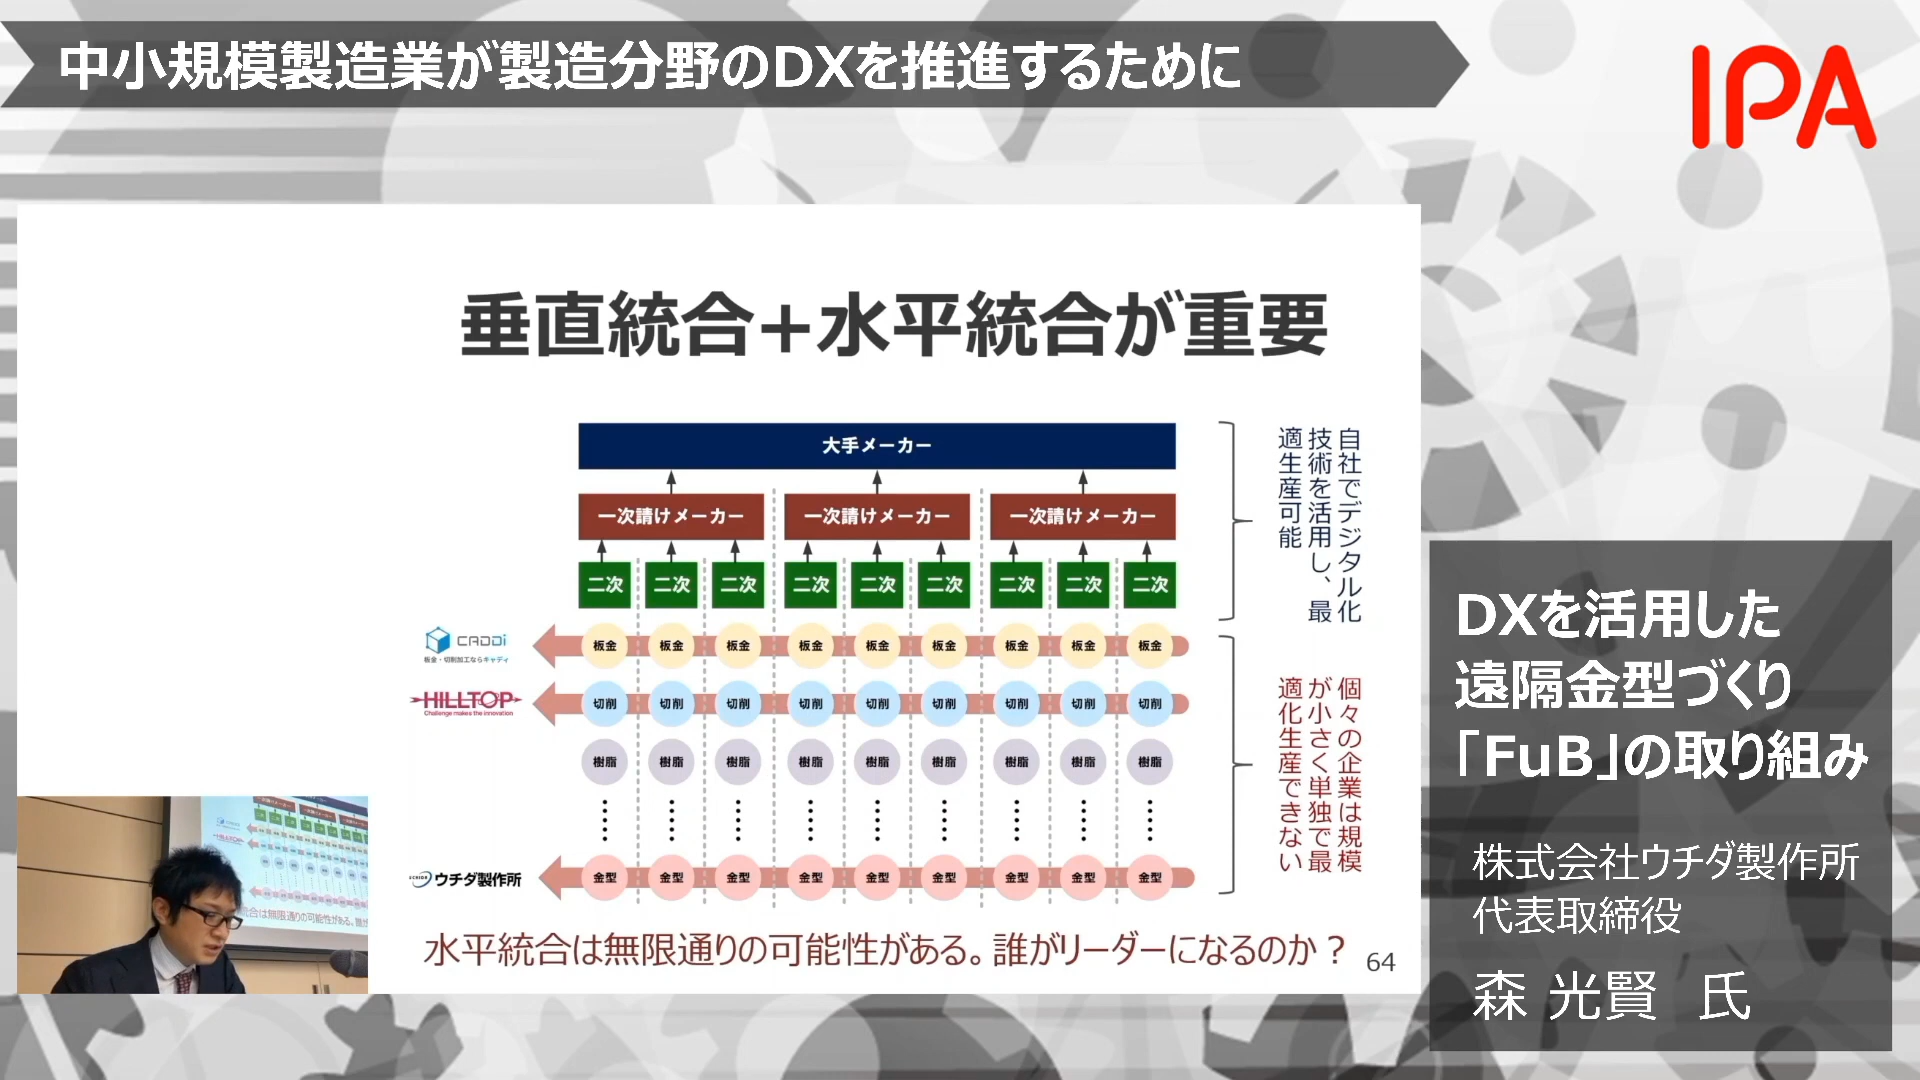 中小規模製造業が製造分野のDXを推進するために
IPA
垂直統合+水平統合が重要
大手メーカー
一次請けメーカー 一次請けメーカー 一次請けメーカー
二次 二次 二次 二次 二次 二次 二次 二次 二次
自社でデジタル化
技術を活用し、最
適生産可能
CADDi
板金・切削加工ならキャディ
板金 板金 板金 板金 板金 板金 板金 板金 板金
HILLTOP
Challenge makes the innovation
切削 切削 切削 切削 切削 切削 切削 切削 切削
樹脂 樹脂 樹脂 樹脂 樹脂 樹脂 樹脂 樹脂 樹脂
ウチダ製作所
金型 金型 金型 金型 金型 金型 金型 金型 金型
個々の企業は規模
が小さく単独で最
適化生産できない
水平統合は無限通りの可能性がある。誰がリーダーになるのか？
64
DXを活用した
遠隔金型づくり
「FuB」の取り組み
株式会社ウチダ製作所
代表取締役
森 光賢 氏